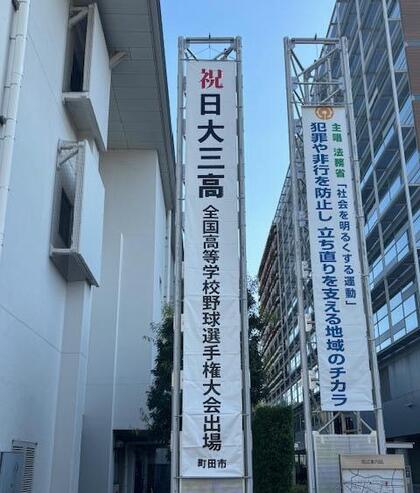 祝
日大三高
全国高等学校野球選手権大会出場
町田市
主唱 法務省 「社会を明るくする運動」
犯罪や非行を防止し 立ち直りを支える地域のチカラ